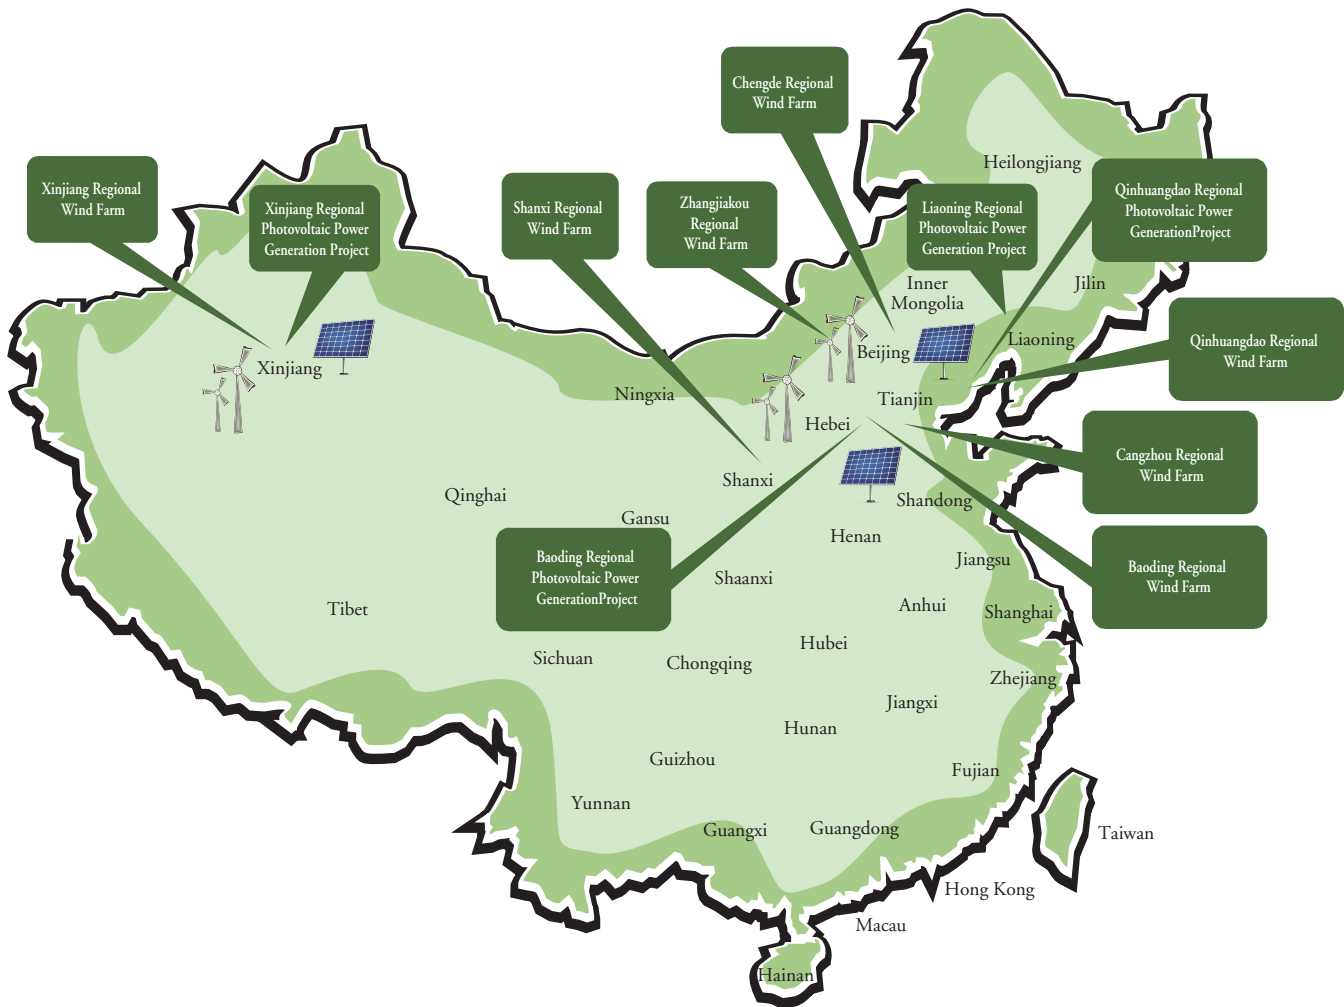 Chengde Regional
Wind Farm
Heilongjiang
Xinjiang Regional
Wind Farm
Xinjiang Regional
Photovoltaic Power
Generation Project
Shanxi Regional
Wind Farm
Zhangjiakou
Regional
Wind Farm
Liaoning Regional
Photovoltaic Power
Generation Project
Qinhuangdao Regional
Photovoltaic Power
GenerationProject
Inner
Mongolia
Jilin
Qinhuangdao Regional
Wind Farm
Liaoning
Beijing
Xinjiang
Ningxia
Tianjin
Hebei
Cangzhou Regional
Wind Farm
Shanxi
Qinghai
Shandong
Gansu
Henan
Baoding Regional
Photovoltaic Power
GenerationProject
Jiangsu
Baoding Regional
Wind Farm
Shaanxi
Tibet
Anhui
Shanghai
Hubei
Sichuan
Chongqing
Zhejiang
Jiangxi
Hunan
Guizhou
Fujian
Yunnan
Guangxi
Guangdong
Taiwan
Hong Kong
Macau
Hainan